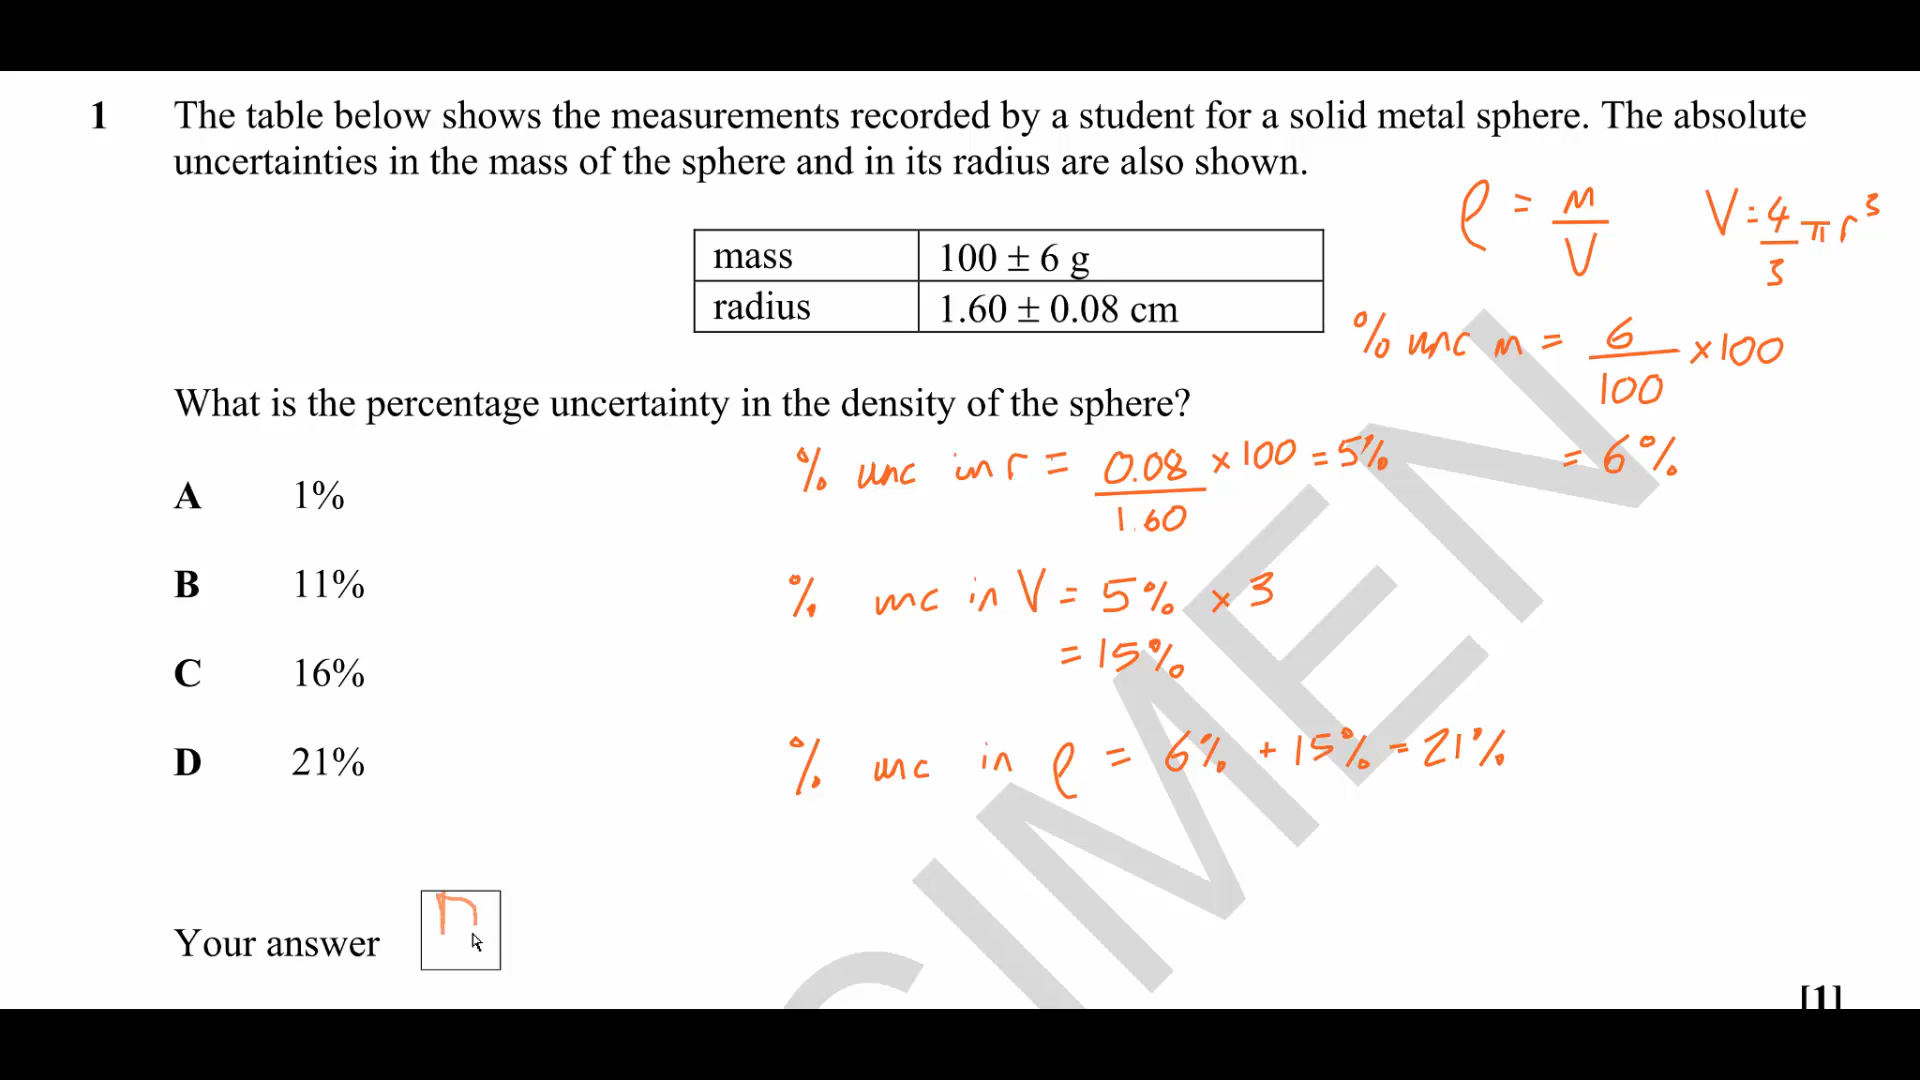 1 The table below shows the measurements recorded by a student for a solid metal sphere. The absolute
uncertainties in the mass of the sphere and in its radius are also shown.
ρ = m/V V = 4/3 πr³
mass 100 ± 6 g
radius 1.60 ± 0.08 cm
% unc m = 6/100 × 100
= 6%
What is the percentage uncertainty in the density of the sphere?
% unc in r = 0.08/1.60 × 100 = 5%
A 1%
B 11%
% unc in V = 5% × 3
= 15%
C 16%
D 21%
% unc in ρ = 6% + 15% = 21%
Your answer
[1]
CIMEN